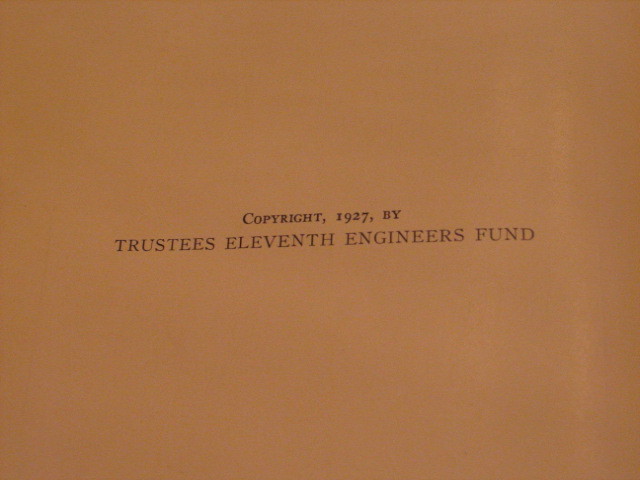 COPYRIGHT, 1927, BY
TRUSTEES ELEVENTH ENGINEERS FUND